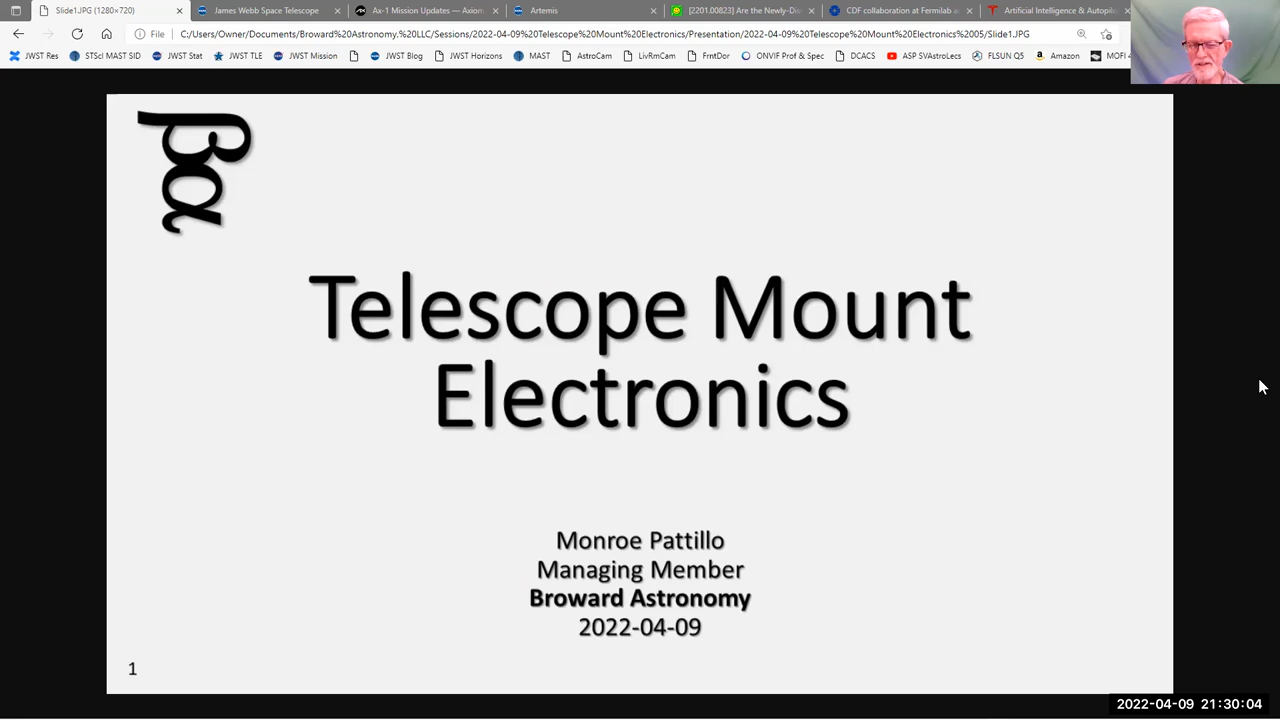 Slide1.JPG (1280×720)
James Webb Space Telescope
Ax-1 Mission Updates — Axiom
Artemis
[2201.00823] Are the Newly-Di
CDF collaboration at Fermilab a
Artificial Intelligence & Autopil
File
C:/Users/Owner/Documents/Broward%20Astronomy.%20LLC/Sessions/2022-04-09%20Telescope%20Mount%20Electronics/Presentation/2022-04-09%20Telescope%20Mount%20Electronics%2005/Slide1.JPG
JWST Res
STScI MAST SID
JWST Stat
JWST TLE
JWST Mission
JWST Blog
JWST Horizons
MAST
AstroCam
LivRmCam
FrntDor
ONVIF Prof & Spec
DCACS
ASP SVAstroLecs
FLSUN Q5
Amazon
MOFI 4
βα
Telescope Mount
Electronics
Monroe Pattillo
Managing Member
Broward Astronomy
2022-04-09
1
2022-04-09 21:30:04